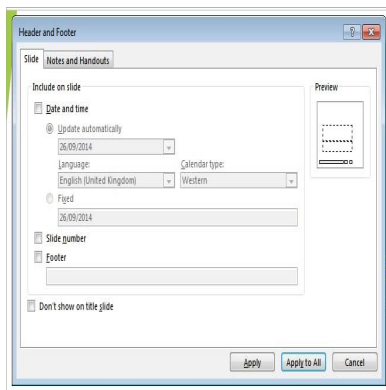 Header and Footer
Slide Notes and Handouts
Include on slide
Preview
Date and time
Update automatically
26/09/2014
Language: Calendar type:
English (United Kingdom) Western
Fixed
26/09/2014
Slide number
Footer
Don't show on title slide
Apply Apply to All Cancel